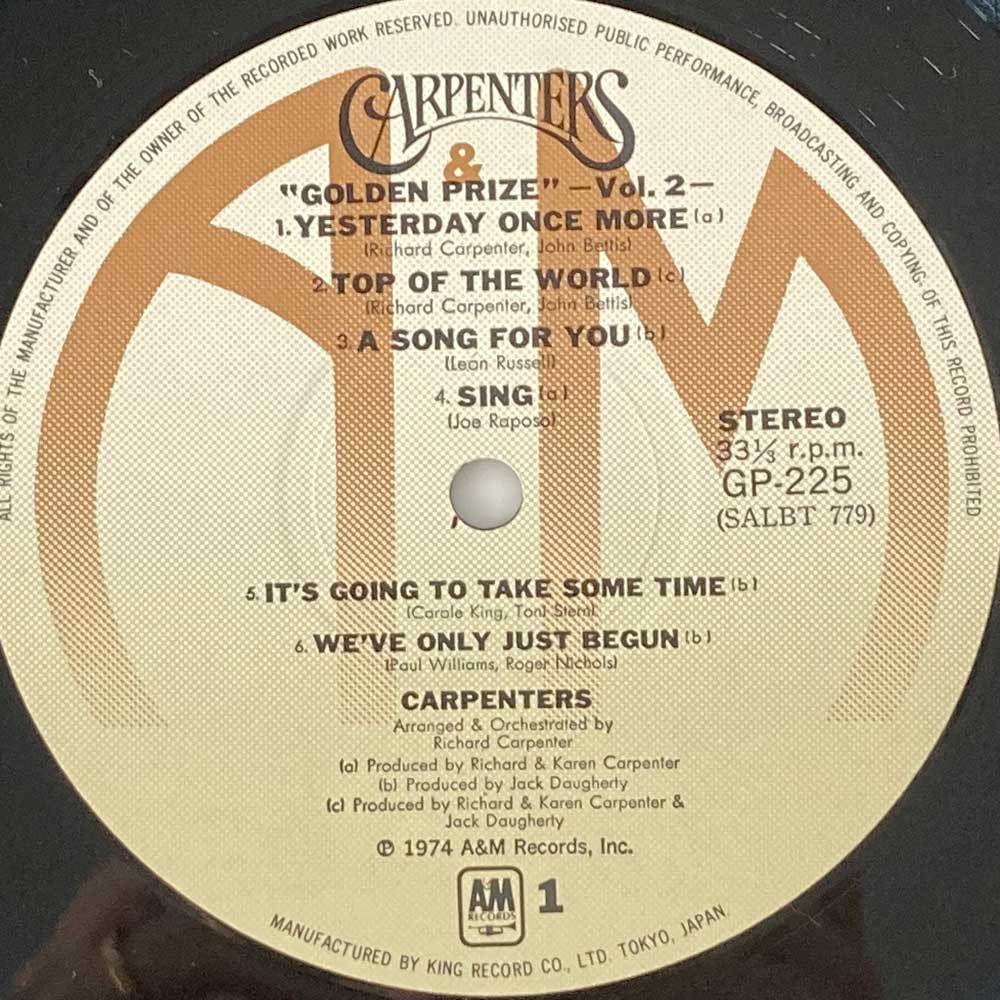 ALL RIGHTS OF THE MANUFACTURER AND OF THE OWNER OF THE RECORDED WORK RESERVED. UNAUTHORISED PUBLIC PERFORMANCE, BROADCASTING AND COPYING OF THIS RECORD PROHIBITED
CARPENTERS
&
"GOLDEN PRIZE" —Vol. 2—
1. YESTERDAY ONCE MORE (a)
(Richard Carpenter, John Bettis)
2. TOP OF THE WORLD (c)
(Richard Carpenter, John Bettis)
3. A SONG FOR YOU (b)
(Leon Russell)
4. SING (a)
(Joe Raposo)
STEREO
33⅓ r.p.m.
GP-225
(SALBT 779)
5. IT'S GOING TO TAKE SOME TIME (b)
(Carole King, Toni Stern)
6. WE'VE ONLY JUST BEGUN (b)
(Paul Williams, Roger Nichols)
CARPENTERS
Arranged & Orchestrated by
Richard Carpenter
(a) Produced by Richard & Karen Carpenter
(b) Produced by Jack Daugherty
(c) Produced by Richard & Karen Carpenter &
Jack Daugherty
℗ 1974 A&M Records, Inc.
A&M
RECORDS
1
MANUFACTURED BY KING RECORD CO., LTD. TOKYO, JAPAN.